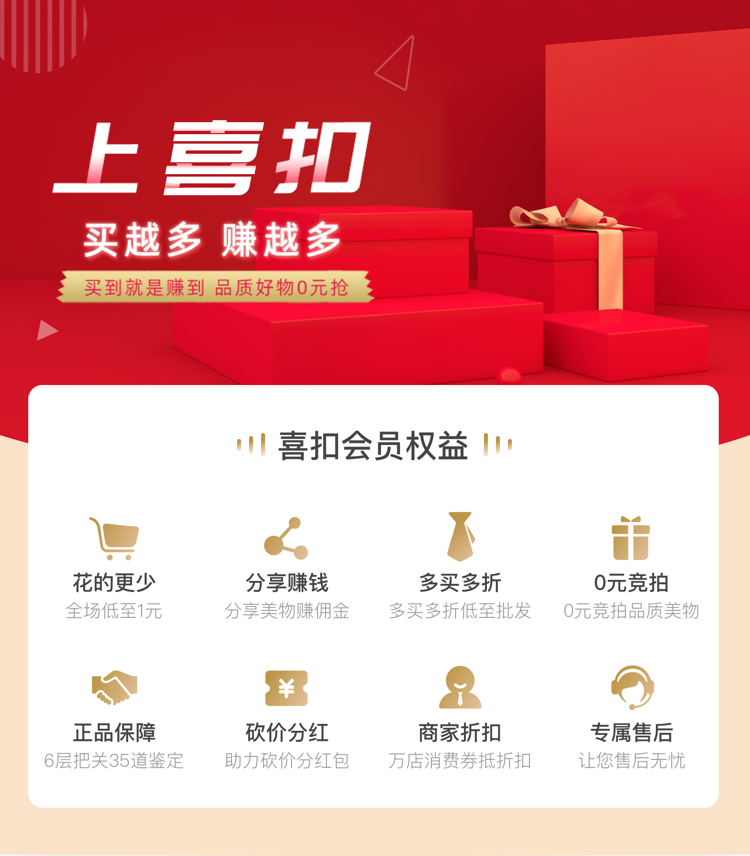 上喜扣
买越多 赚越多
买到就是赚到 品质好物0元抢
喜扣会员权益
花的更少
全场低至1元
分享赚钱
分享美物赚佣金
多买多折
多买多折低至批发
0元竞拍
0元竞拍品质美物
正品保障
6层把关35道鉴定
¥
砍价分红
助力砍价分红包
商家折扣
万店消费券抵折扣
专属售后
让您售后无忧